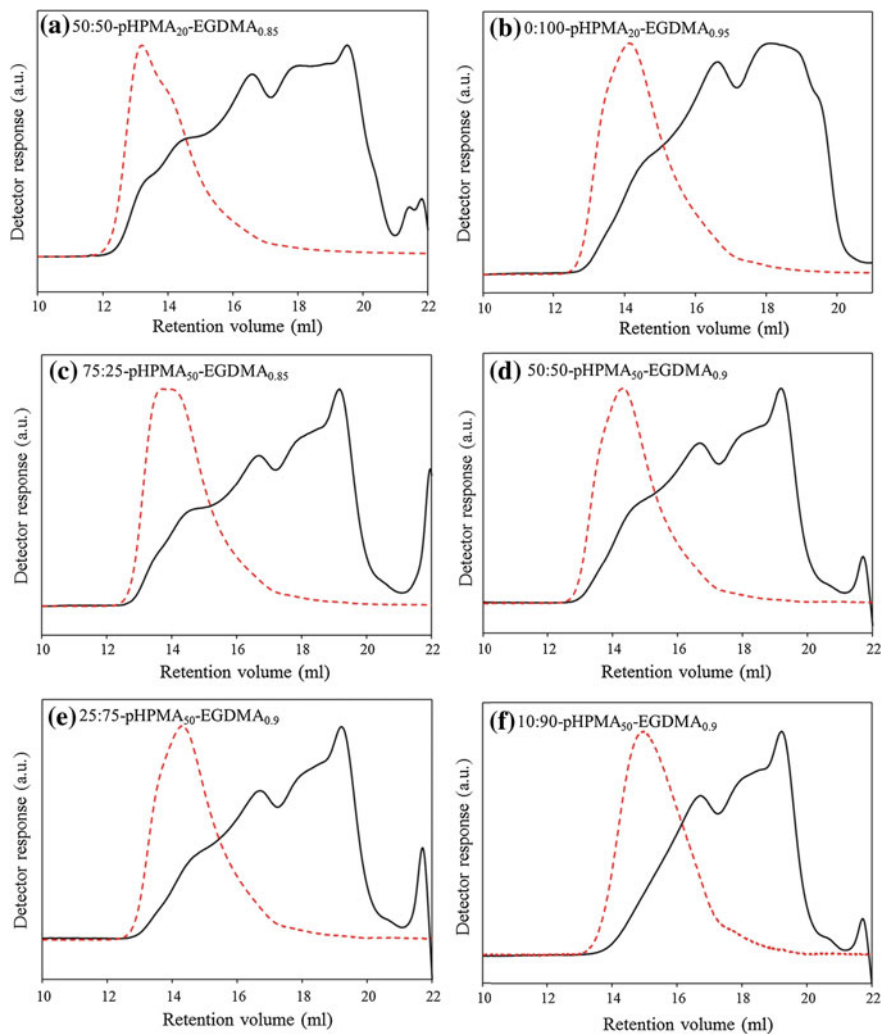 (a) 50:50-pHPMA20-EGDMA0.85
Detector response (a.u.)
10 12 14 16 18 20 22
Retention volume (ml)
(b) 0:100-pHPMA20-EGDMA0.95
Detector response (a.u.)
10 12 14 16 18 20
Retention volume (ml)
(c) 75:25-pHPMA50-EGDMA0.85
Detector response (a.u.)
10 12 14 16 18 20 22
Retention volume (ml)
(d) 50:50-pHPMA50-EGDMA0.9
Detector response (a.u.)
10 12 14 16 18 20 22
Retention volume (ml)
(e) 25:75-pHPMA50-EGDMA0.9
Detector response (a.u.)
10 12 14 16 18 20 22
Retention volume (ml)
(f) 10:90-pHPMA50-EGDMA0.9
Detector response (a.u.)
10 12 14 16 18 20 22
Retention volume (ml)